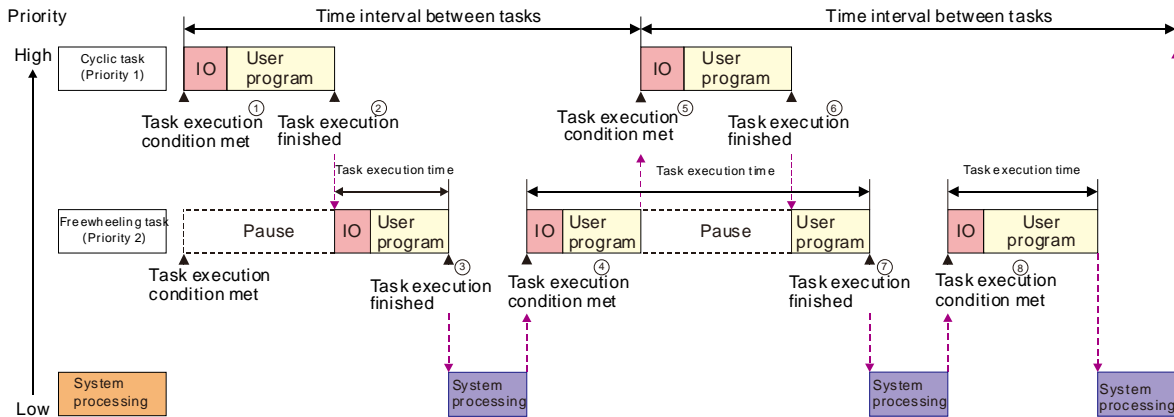 Priority
Time interval between tasks
Time interval between tasks
High
Cyclic task
(Priority 1)
IO
User
program
IO
User
program
①
Task execution
condition met
②
Task execution
finished
⑤
Task execution
condition met
⑥
Task execution
finished
Task execution time
Task execution time
Task execution time
Freewheeling task
(Priority 2)
Pause
IO
User
program
IO
User
program
Pause
User
program
IO
User
program
Task execution
condition met
③
Task execution
finished
④
Task execution
condition met
⑦
Task execution
finished
⑧
Task execution
condition met
System
processing
System
processing
System
processing
System
processing
Low